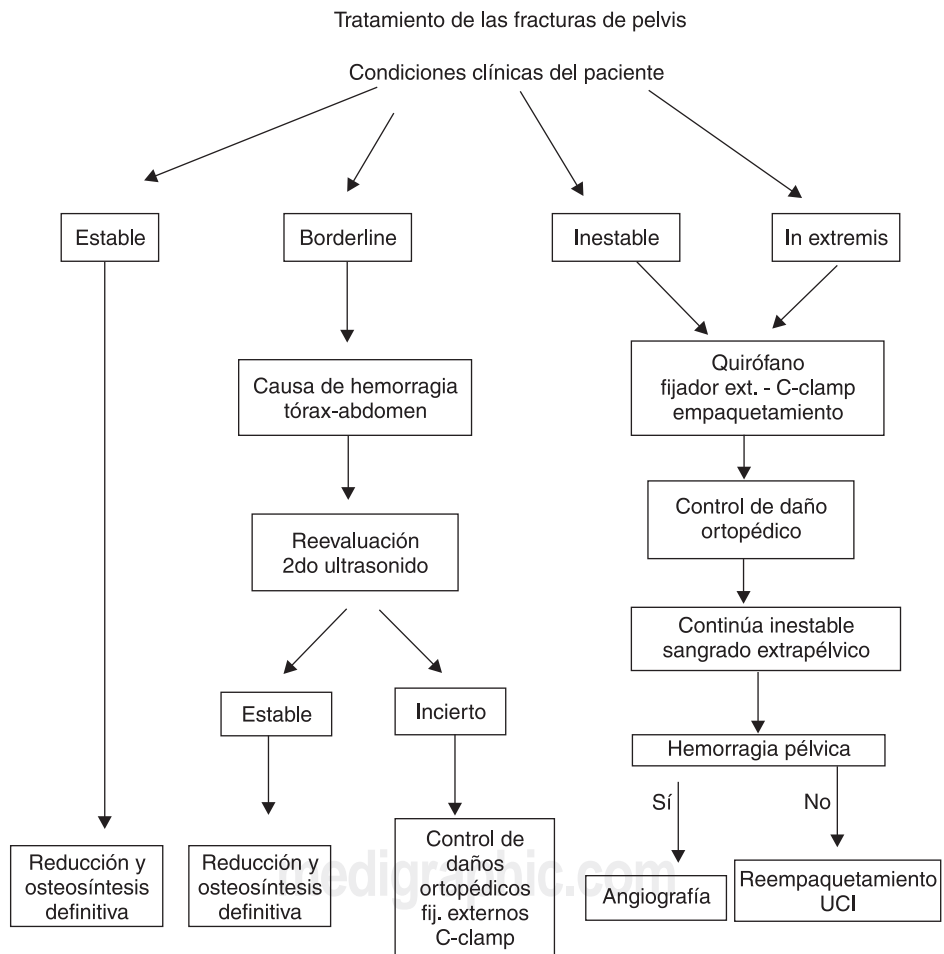 Tratamiento de las fracturas de pelvis
Condiciones clínicas del paciente
Estable
Borderline
Inestable
In extremis
Causa de hemorragia
tórax-abdomen
Quirófano
fijador ext. - C-clamp
empaquetamiento
Reevaluación
2do ultrasonido
Control de daño
ortopédico
Continúa inestable
sangrado extrapélvico
Estable
Incierto
Hemorragia pélvica
Sí
No
Reducción y
osteosíntesis
definitiva
Reducción y
osteosíntesis
definitiva
Control de
daños
ortopédicos
fij. externos
C-clamp
Angiografía
Reempaquetamiento
UCI
medigraphic.com